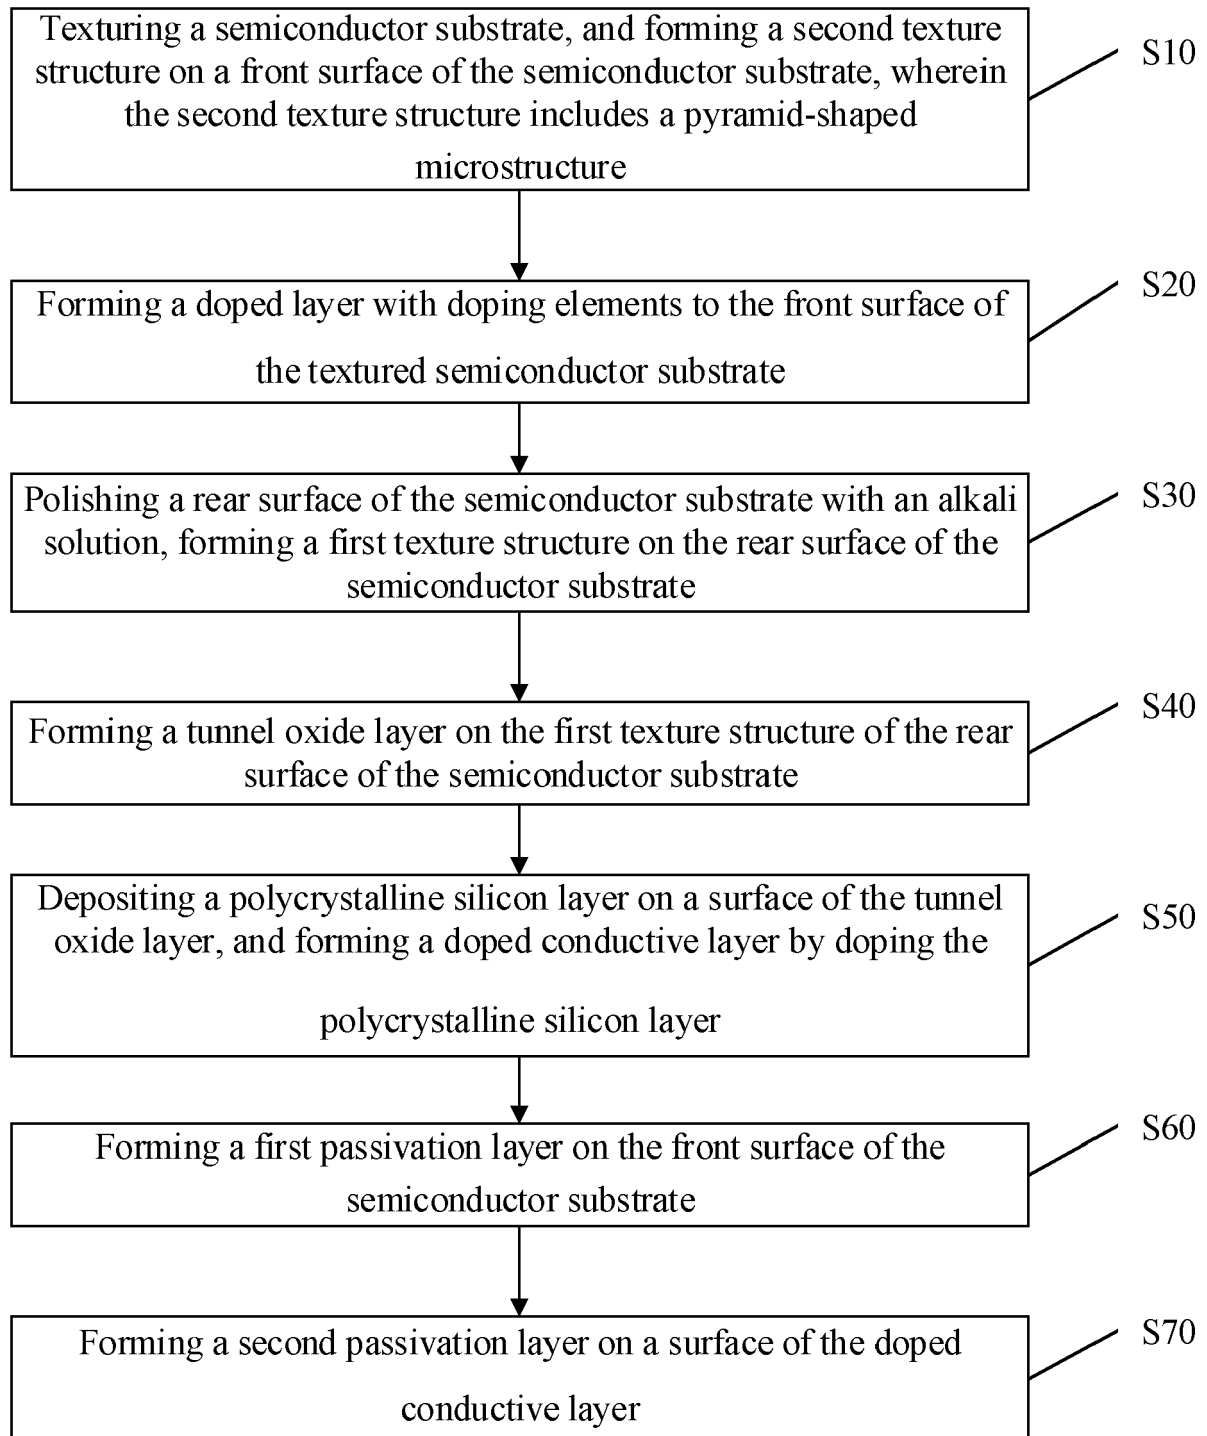 Texturing a semiconductor substrate, and forming a second texture
structure on a front surface of the semiconductor substrate, wherein
the second texture structure includes a pyramid-shaped
microstructure
S10
Forming a doped layer with doping elements to the front surface of
the textured semiconductor substrate
S20
Polishing a rear surface of the semiconductor substrate with an alkali
solution, forming a first texture structure on the rear surface of the
semiconductor substrate
S30
Forming a tunnel oxide layer on the first texture structure of the rear
surface of the semiconductor substrate
S40
Depositing a polycrystalline silicon layer on a surface of the tunnel
oxide layer, and forming a doped conductive layer by doping the
polycrystalline silicon layer
S50
Forming a first passivation layer on the front surface of the
semiconductor substrate
S60
Forming a second passivation layer on a surface of the doped
conductive layer
S70